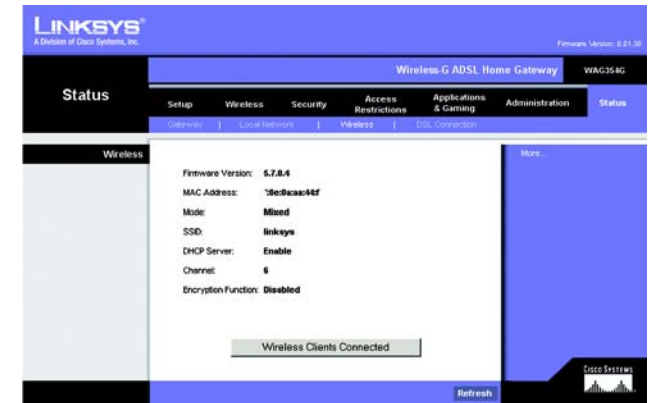 LINKSYS®
A Division of Cisco Systems, Inc.
Firmware Version: 0.01.30
Wireless-G ADSL Home Gateway WAG354G
Status
Setup Wireless Security Access Restrictions Applications & Gaming Administration Status
Gateway | Local Network | Wireless | DSL Connection
Wireless
More...
Firmware Version: 5.7.0.4
MAC Address:
Mode: Mixed
SSID: linksys
DHCP Server: Enable
Channel: 6
Encryption Function: Disabled
Wireless Clients Connected
Refresh
CISCO SYSTEMS